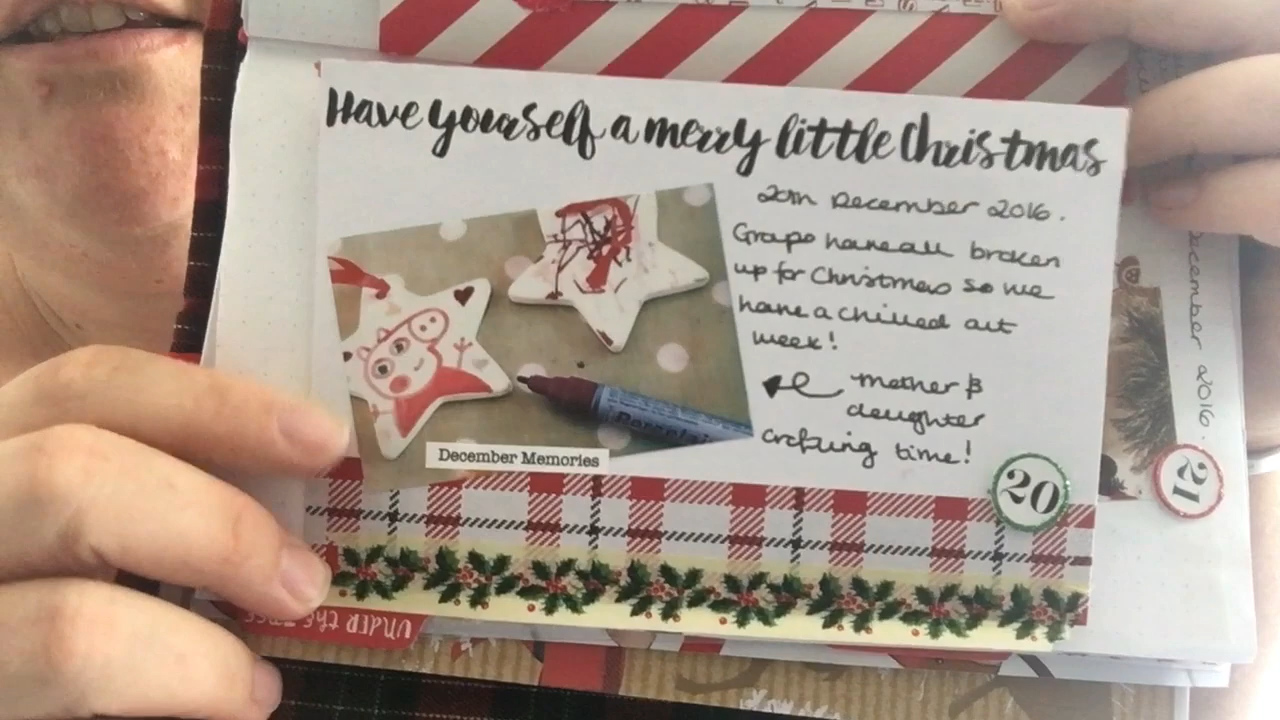 Have yourself a merry little Christmas
20th December 2016.
Groups have all broken
up for Christmas so we
have a chilled out
week!
Mother &
daughter
crafting time!
December Memories
20
21
December 2016.
UNDER the TREE